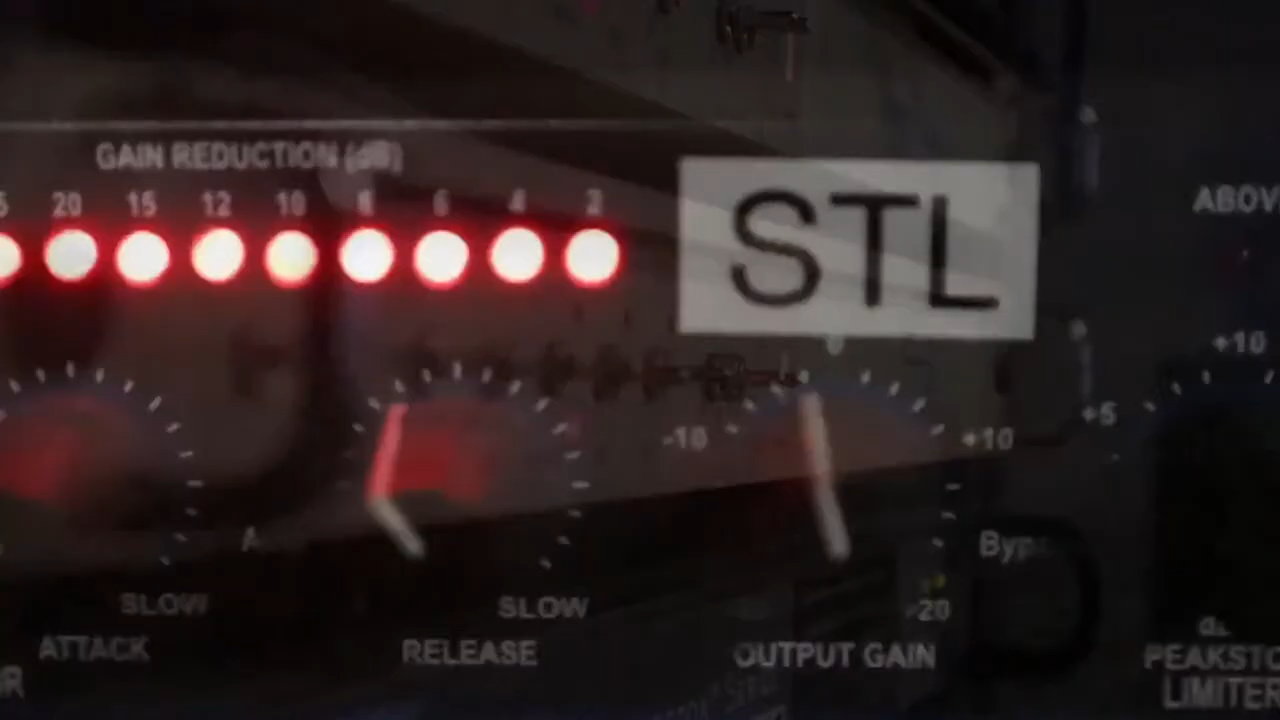 GAIN REDUCTION (dB)
20 15 12 10 8 6 4 2
STL
ABOV
+10
+5
-10 +10
Byp
SLOW SLOW -20
ATTACK RELEASE OUTPUT GAIN
PEAKSTO
LIMITER